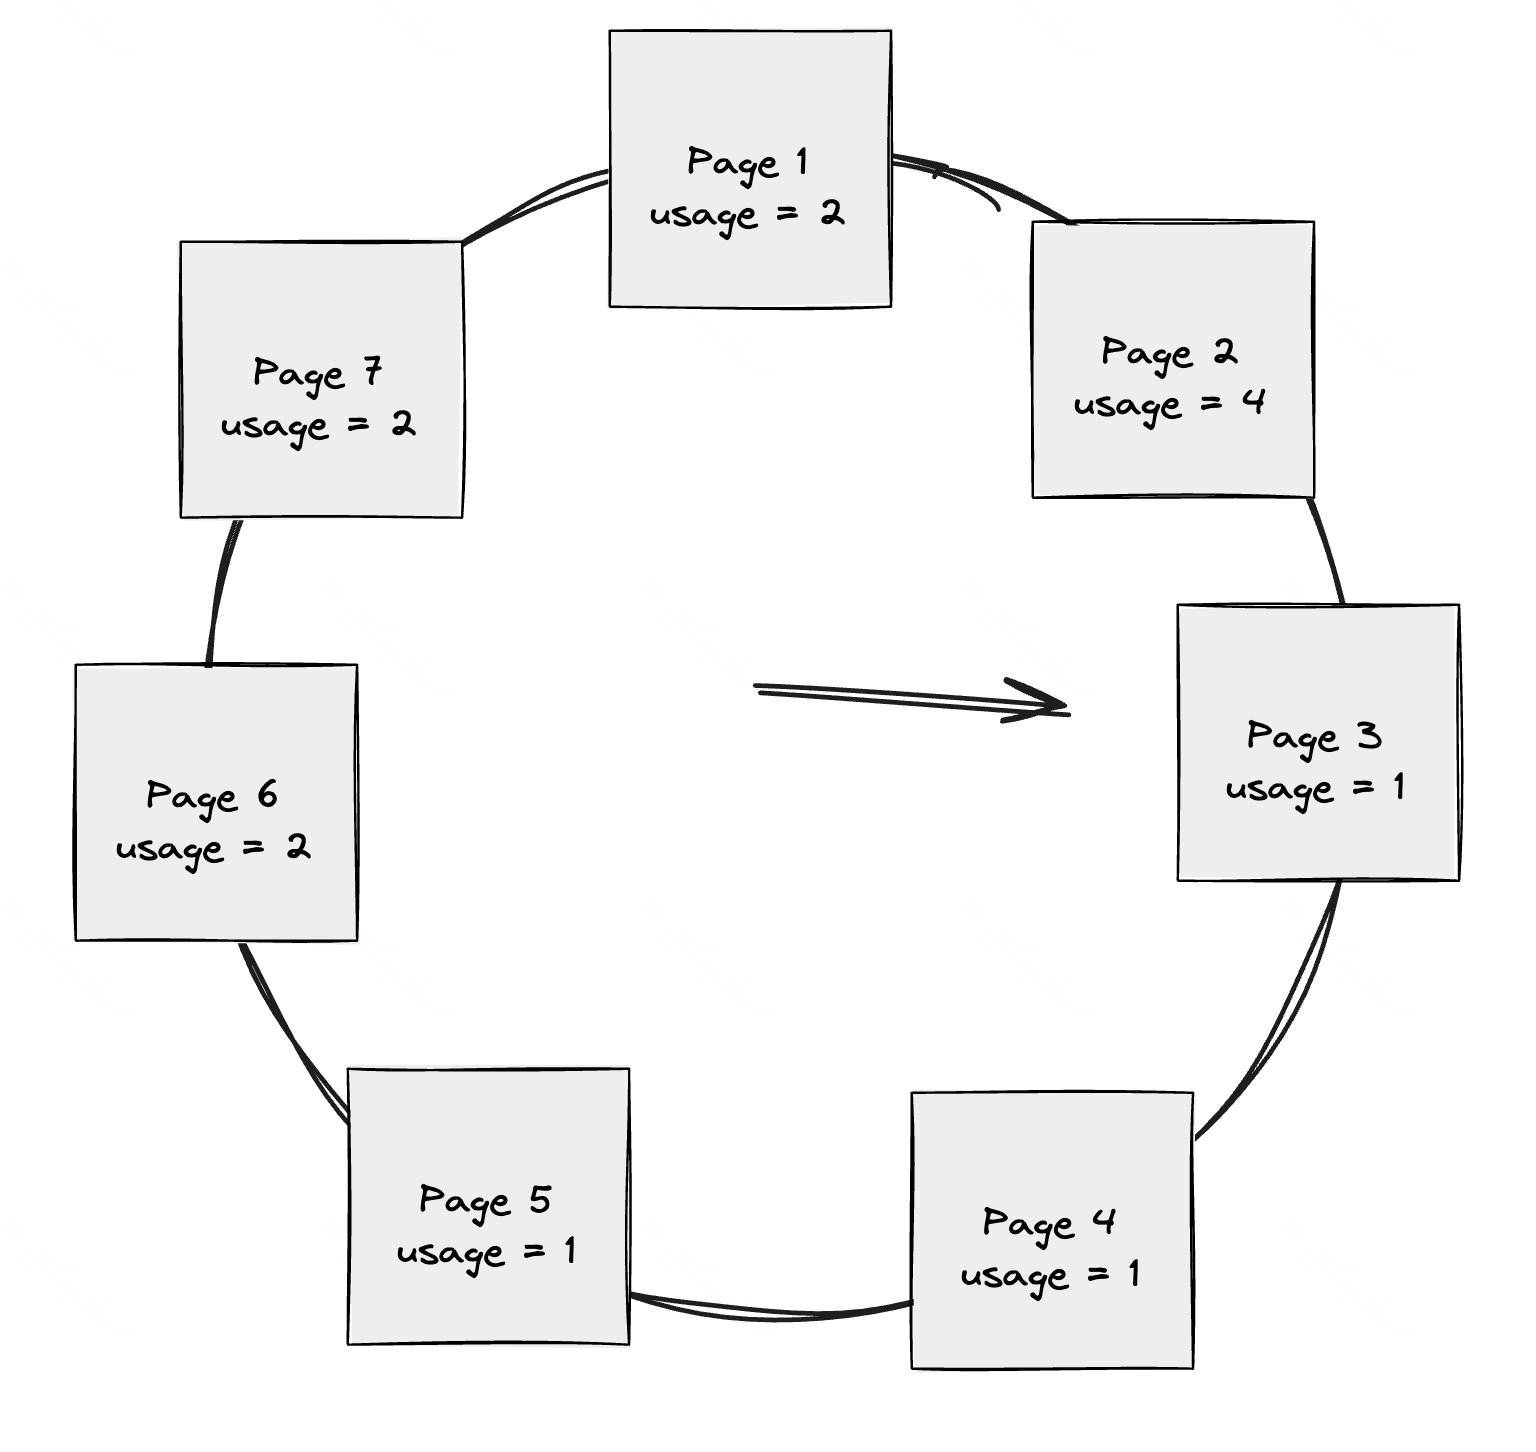 Page 1
usage = 2
Page 2
usage = 4
Page 3
usage = 1
Page 4
usage = 1
Page 5
usage = 1
Page 6
usage = 2
Page 7
usage = 2